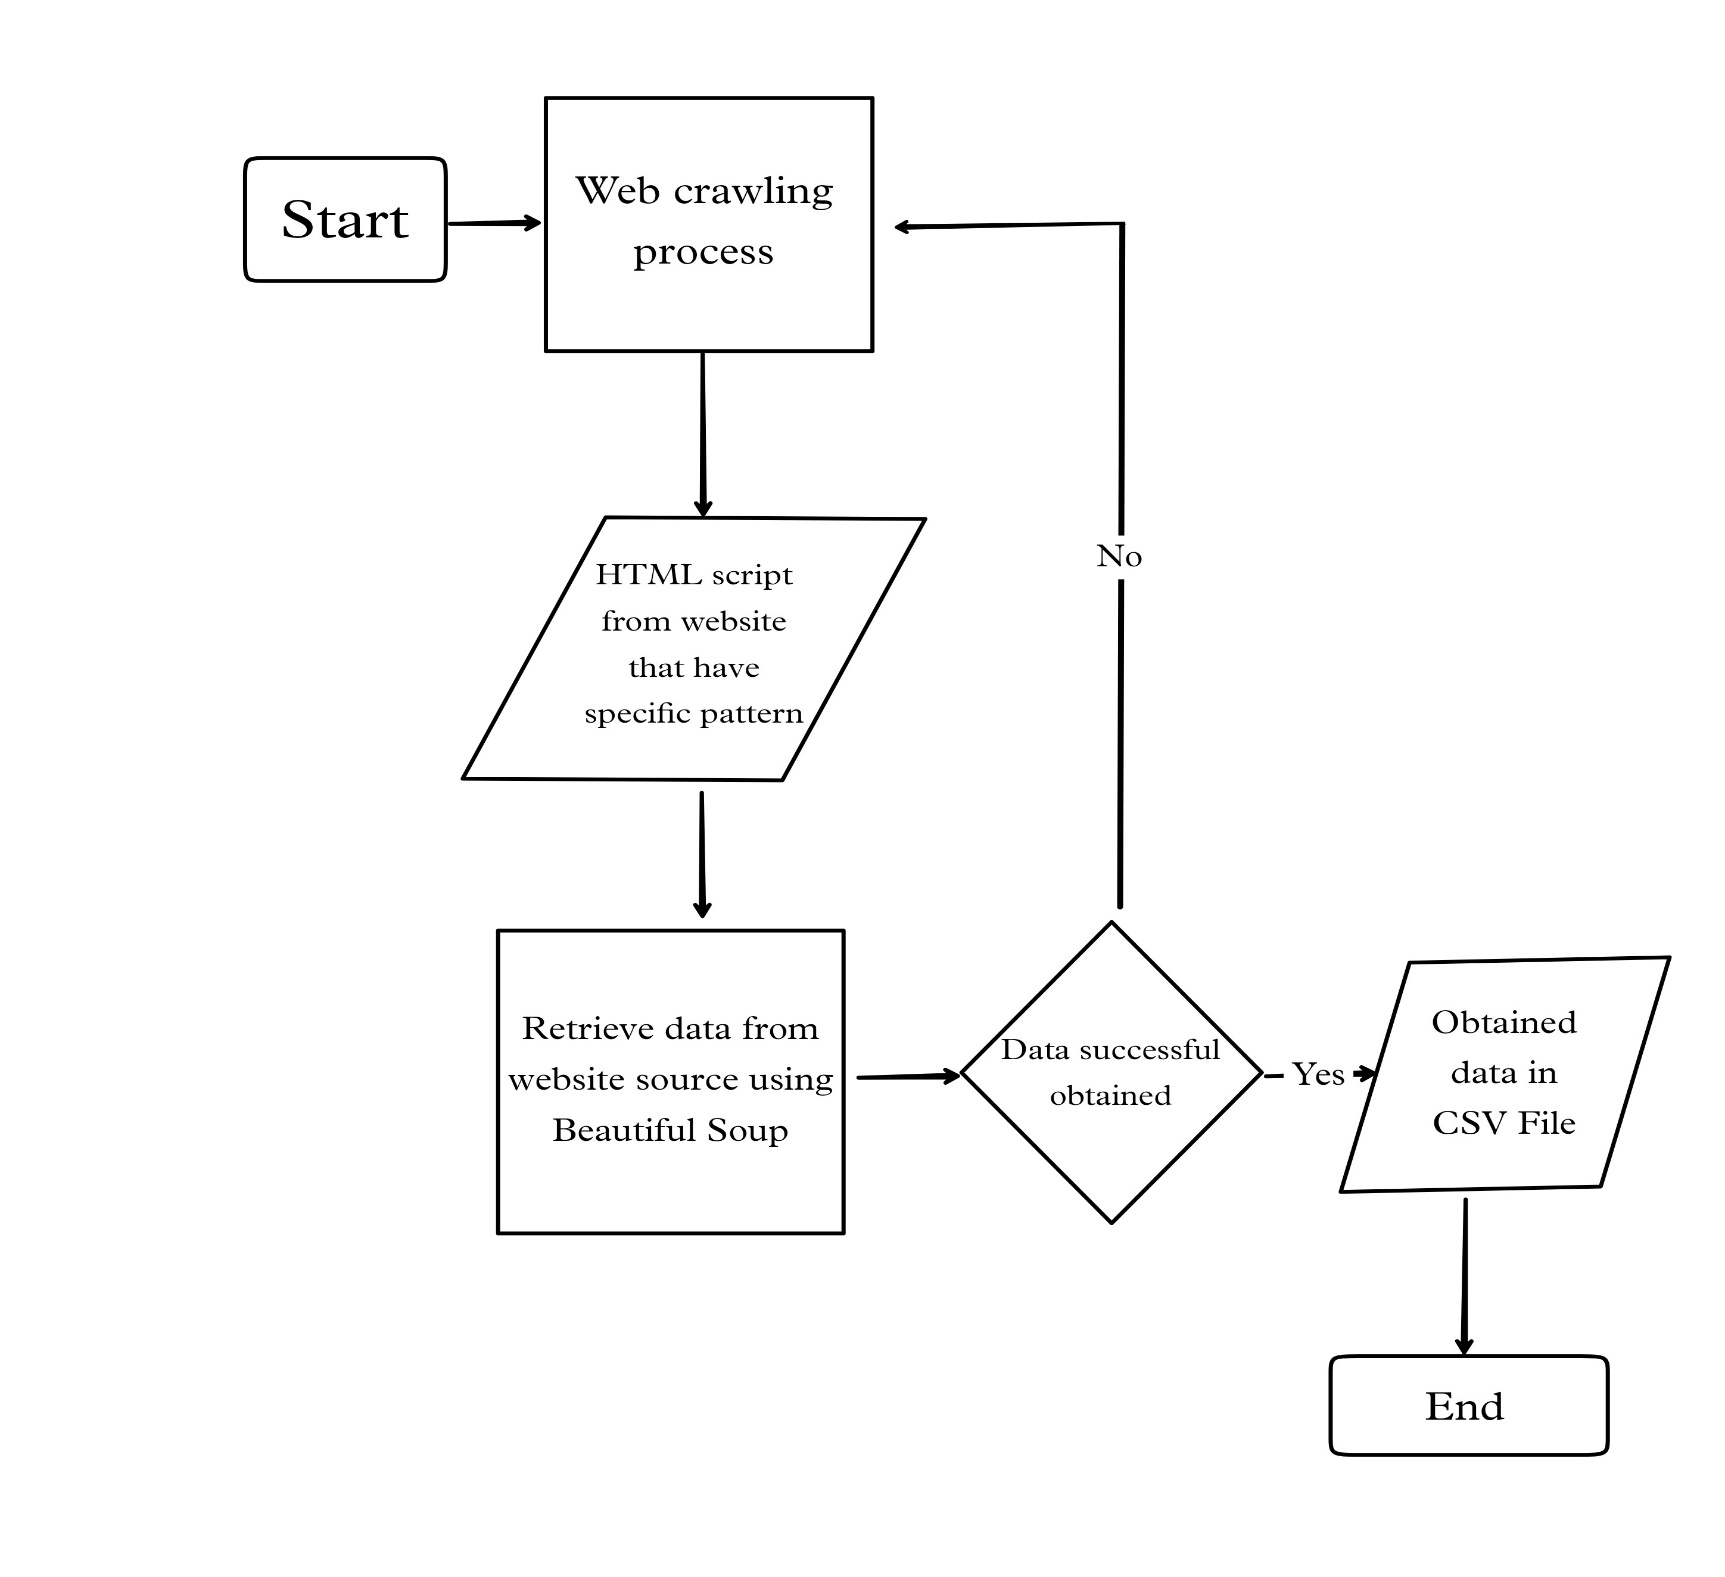 Start
Web crawling
process
HTML script
from website
that have
specific pattern
No
Retrieve data from
website source using
Beautiful Soup
Data successful
obtained
Yes
Obtained
data in
CSV File
End